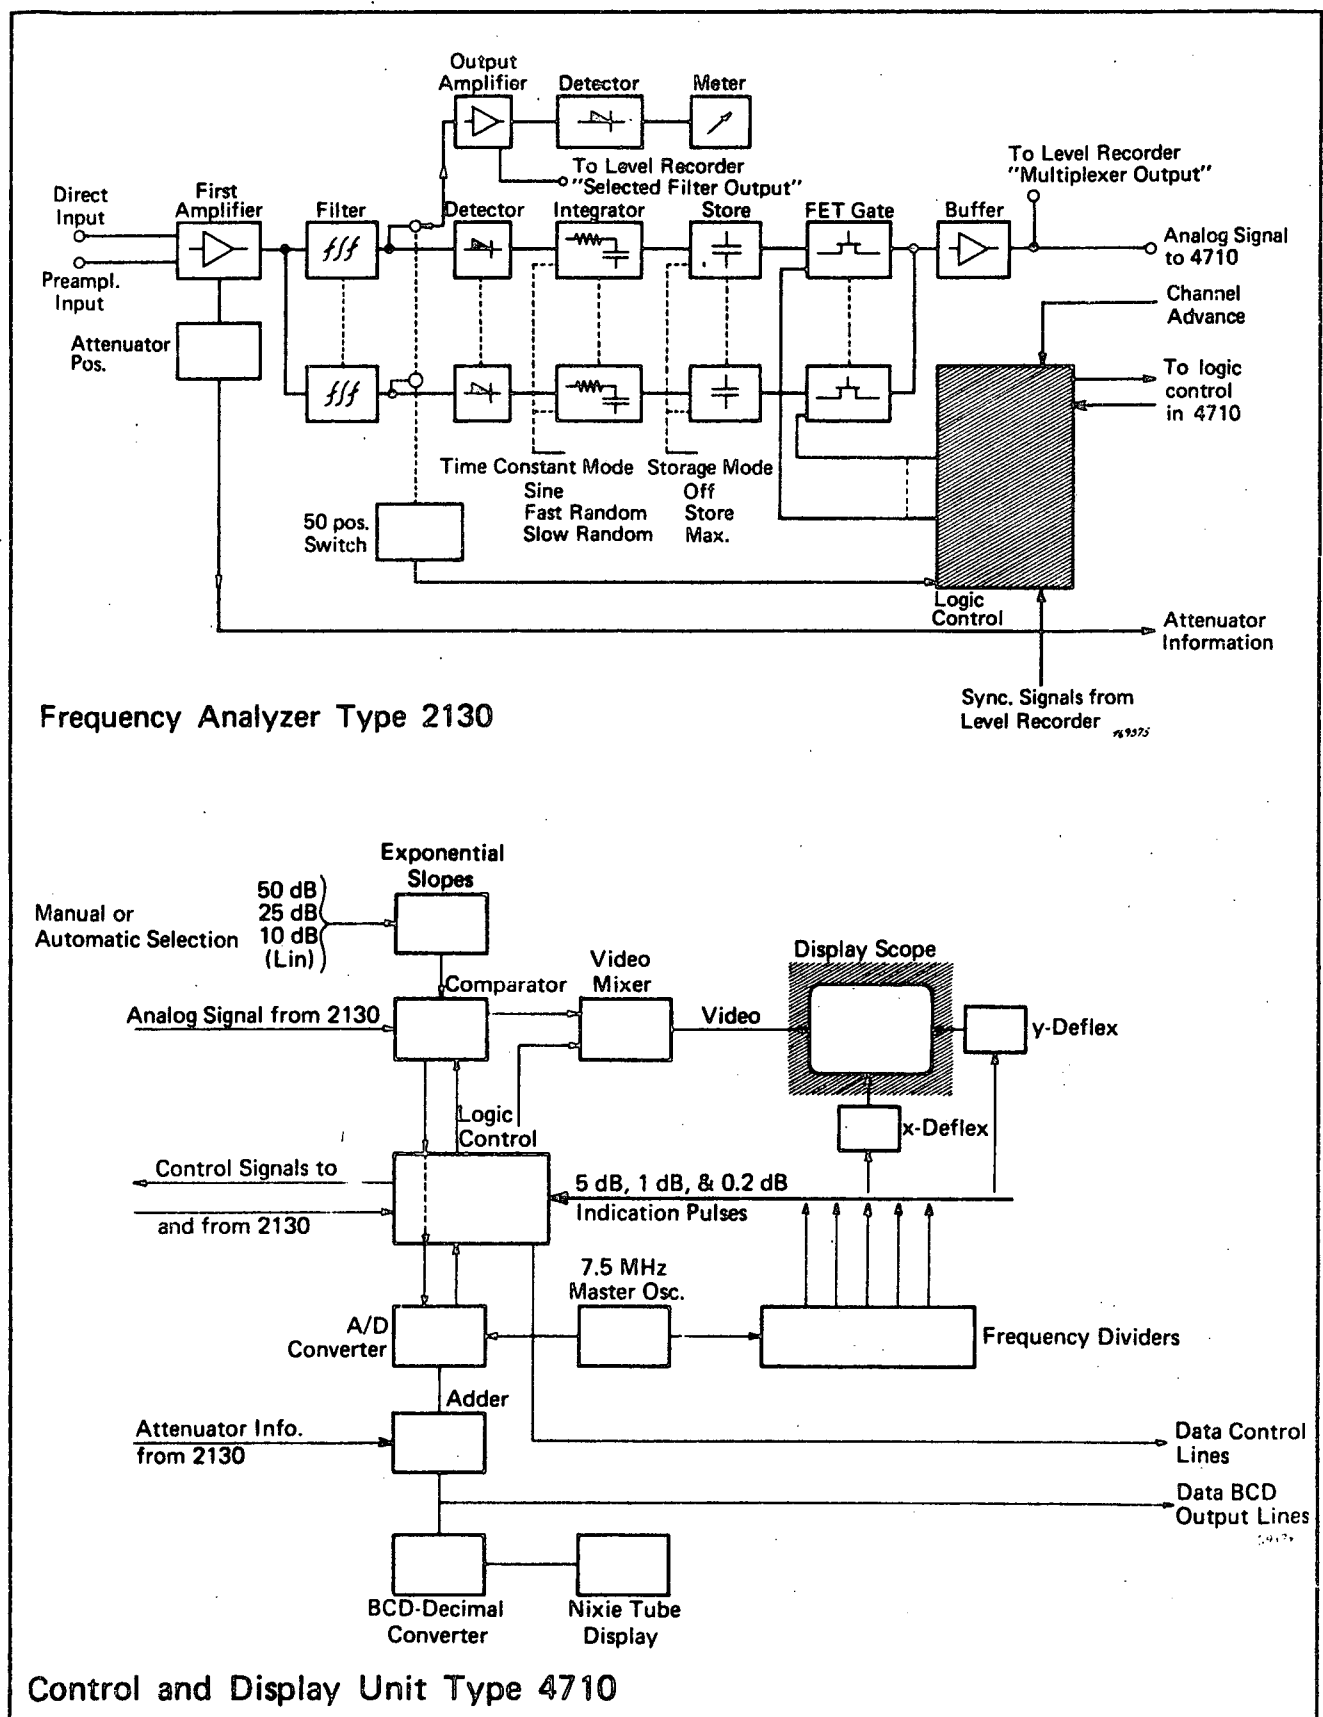 Output
Amplifier
Detector
Meter
To Level Recorder
"Selected Filter Output"
To Level Recorder
"Multiplexer Output"
Direct
Input
First
Amplifier
Filter
Detector
Integrator
Store
FET Gate
Buffer
Analog Signal
to 4710
Preampl.
Input
Channel
Advance
Attenuator
Pos.
To logic
control
in 4710
Time Constant Mode
Sine
Fast Random
Slow Random
Storage Mode
Off
Store
Max.
50 pos.
Switch
Logic
Control
Attenuator
Information
Sync. Signals from
Level Recorder
Frequency Analyzer Type 2130
Exponential
Slopes
Manual or
Automatic Selection
50 dB
25 dB
10 dB
(Lin)
Comparator
Video
Mixer
Display Scope
Analog Signal from 2130
Video
y-Deflex
Logic
Control
x-Deflex
Control Signals to
and from 2130
5 dB, 1 dB, & 0.2 dB
Indication Pulses
7.5 MHz
Master Osc.
A/D
Converter
Frequency Dividers
Adder
Attenuator Info.
from 2130
Data Control
Lines
Data BCD
Output Lines
BCD-Decimal
Converter
Nixie Tube
Display
Control and Display Unit Type 4710